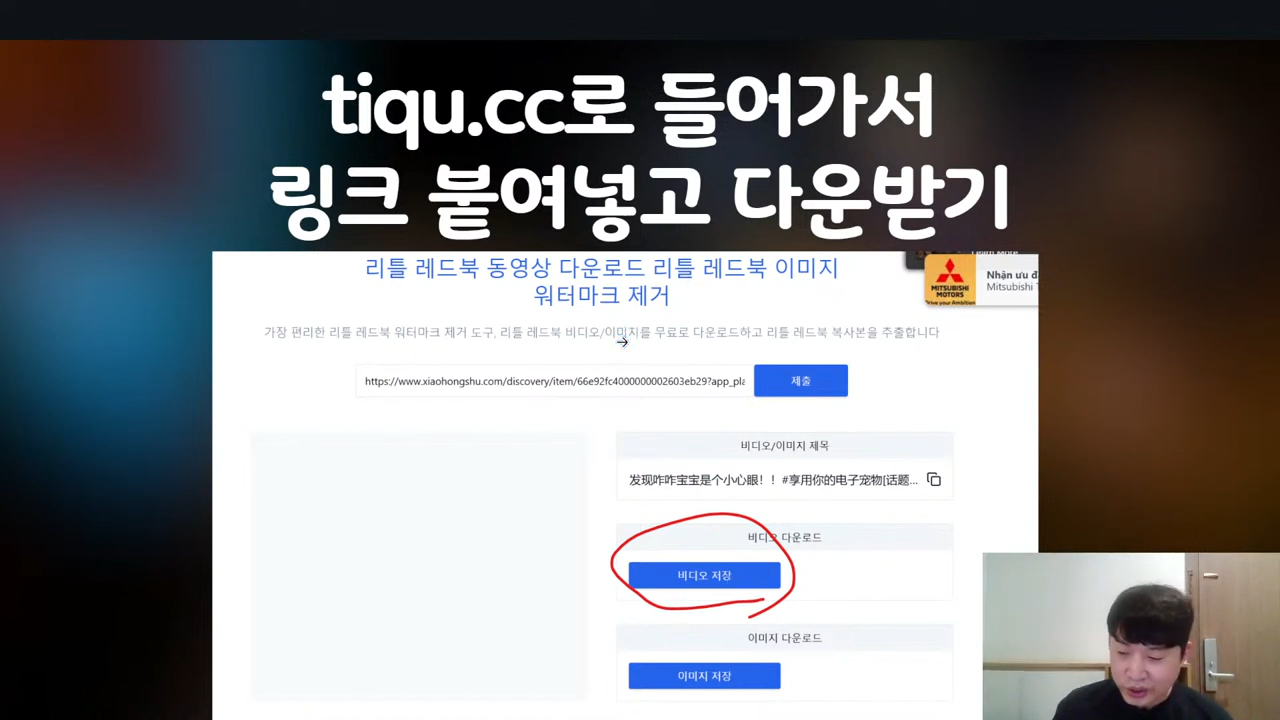 tiqu.cc로 들어가서
링크 붙여넣고 다운받기
리틀 레드북 동영상 다운로드 리틀 레드북 이미지
워터마크 제거
Learn More
MITSUBISHI
MOTORS
Drive your Ambition
Nhận ưu đ
Mitsubishi T
가장 편리한 리틀 레드북 워터마크 제거 도구, 리틀 레드북 비디오/이미지를 무료로 다운로드하고 리틀 레드북 복사본을 추출합니다
https://www.xiaohongshu.com/discovery/item/66e92fc4000000002603eb29?app_pla
제출
비디오/이미지 제목
发现咋咋宝宝是个小心眼！！#享用你的电子宠物[话题...
비디오 다운로드
비디오 저장
이미지 다운로드
이미지 저장